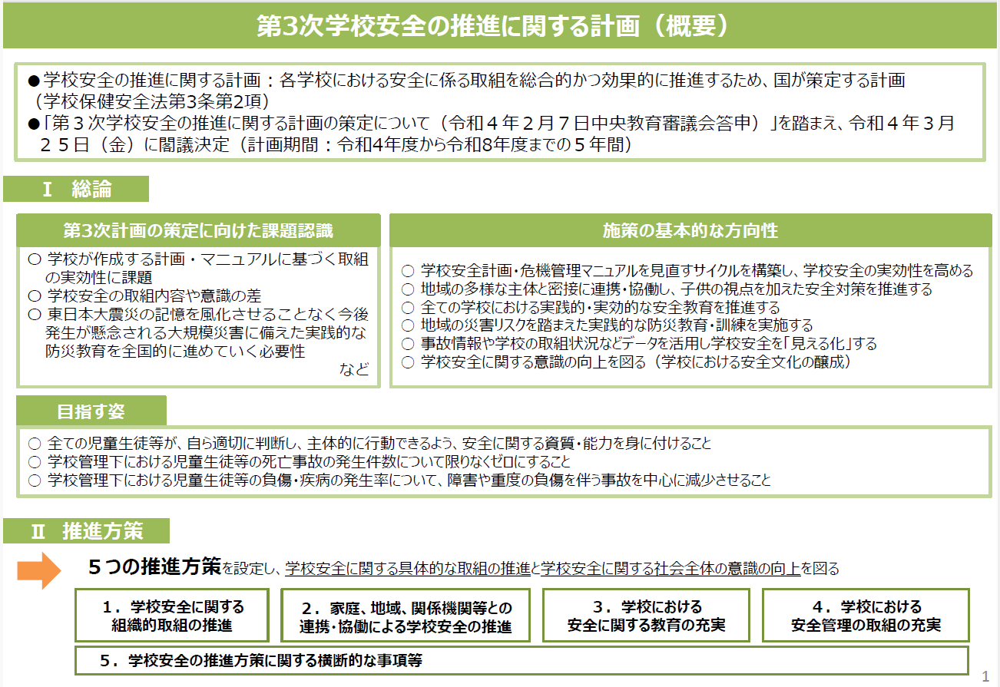 第3次学校安全の推進に関する計画（概要）
●学校安全の推進に関する計画：各学校における安全に係る取組を総合的かつ効果的に推進するため、国が策定する計画
（学校保健安全法第3条第2項）
●「第３次学校安全の推進に関する計画の策定について（令和４年２月７日中央教育審議会答申）」を踏まえ、令和４年３月
２５日（金）に閣議決定（計画期間：令和4年度から令和8年度までの５年間）
Ⅰ　総論
第3次計画の策定に向けた課題認識
○ 学校が作成する計画・マニュアルに基づく取組
の実効性に課題
○ 学校安全の取組内容や意識の差
○ 東日本大震災の記憶を風化させることなく今後
発生が懸念される大規模災害に備えた実践的な
防災教育を全国的に進めていく必要性
など
施策の基本的な方向性
○ 学校安全計画・危機管理マニュアルを見直すサイクルを構築し、学校安全の実効性を高める
○ 地域の多様な主体と密接に連携・協働し、子供の視点を加えた安全対策を推進する
○ 全ての学校における実践的・実効的な安全教育を推進する
○ 地域の災害リスクを踏まえた実践的な防災教育・訓練を実施する
○ 事故情報や学校の取組状況などデータを活用し学校安全を「見える化」する
○ 学校安全に関する意識の向上を図る（学校における安全文化の醸成）
目指す姿
○ 全ての児童生徒等が、自ら適切に判断し、主体的に行動できるよう、安全に関する資質・能力を身に付けること
○ 学校管理下における児童生徒等の死亡事故の発生件数について限りなくゼロにすること
○ 学校管理下における児童生徒等の負傷・疾病の発生率について、障害や重度の負傷を伴う事故を中心に減少させること
Ⅱ　推進方策
５つの推進方策を設定し、学校安全に関する具体的な取組の推進と学校安全に関する社会全体の意識の向上を図る
１．学校安全に関する
組織的取組の推進
２．家庭、地域、関係機関等との
連携・協働による学校安全の推進
３．学校における
安全に関する教育の充実
４．学校における
安全管理の取組の充実
５．学校安全の推進方策に関する横断的な事項等
1